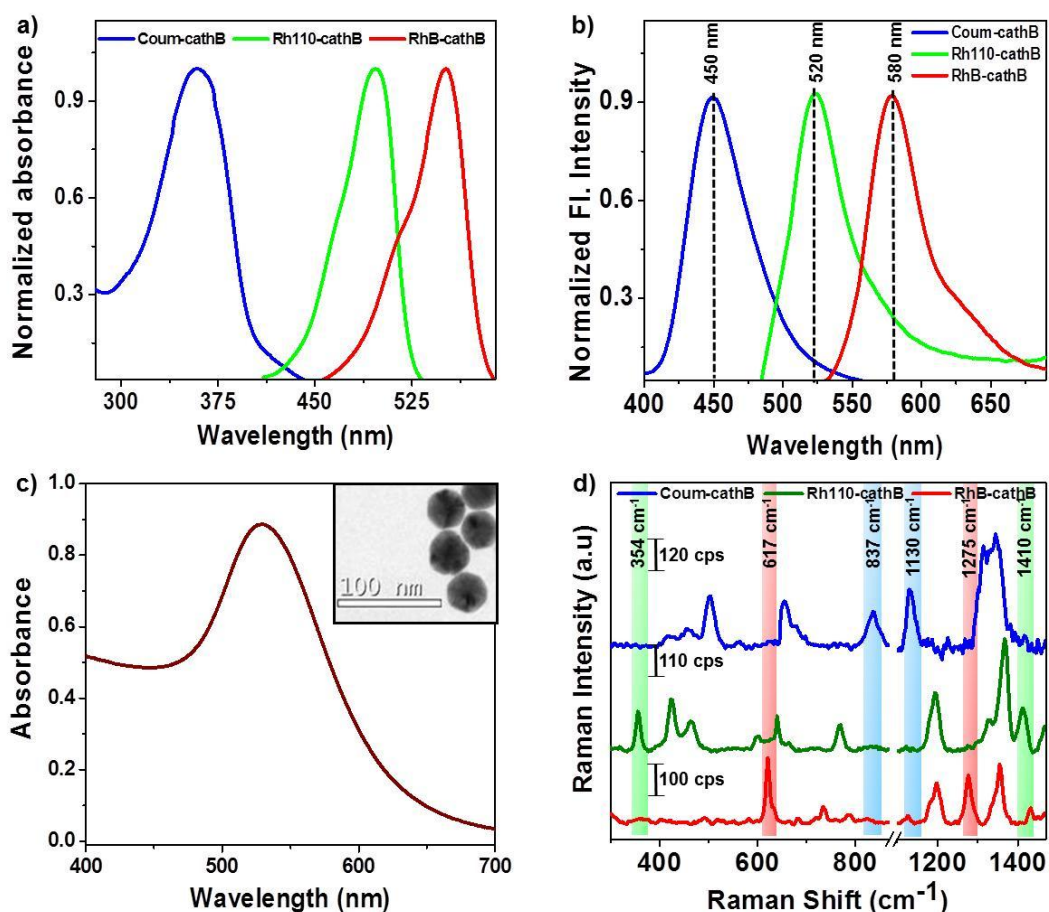 a)
Coum-cathB Rh110-cathB RhB-cathB
Normalized absorbance
0.9
0.6
0.3
300 375 450 525
Wavelength (nm)
b)
450 nm
520 nm
580 nm
Coum-cathB
Rh110-cathB
RhB-cathB
Normalized Fl. Intensity
0.9
0.6
0.3
400 450 500 550 600 650
Wavelength (nm)
c)
Absorbance
1.0
0.8
0.6
0.4
0.2
0.0
100 nm
400 500 600 700
Wavelength (nm)
d)
Coum-cathB Rh110-cathB RhB-cathB
Raman Intensity (a.u)
354 cm⁻¹
617 cm⁻¹
837 cm⁻¹
1130 cm⁻¹
1275 cm⁻¹
1410 cm⁻¹
120 cps
110 cps
100 cps
400 600 800 1200 1400
Raman Shift (cm⁻¹)